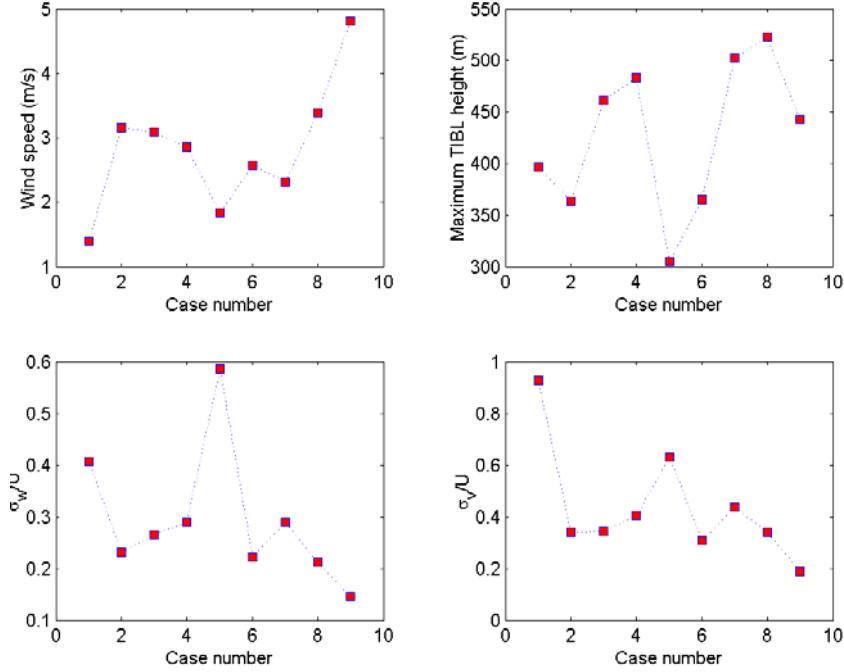 5
4
3
2
1
Wind speed (m/s)
0 2 4 6 8 10
Case number
550
500
450
400
350
300
Maximum TIBL height (m)
0 2 4 6 8 10
Case number
0.6
0.5
0.4
0.3
0.2
0.1
σw/U
0 2 4 6 8 10
Case number
1
0.8
0.6
0.4
0.2
0
σv/U
0 2 4 6 8 10
Case number